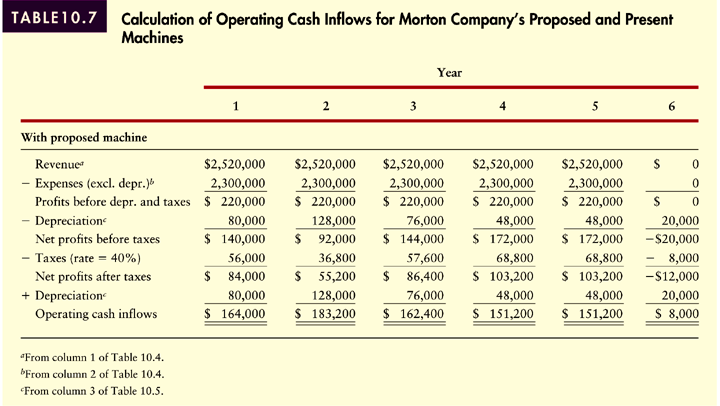 TABLE 10.7 Calculation of Operating Cash Inflows for Morton Company's Proposed and Present
Machines
Year
1 2 3 4 5 6
With proposed machine
Revenueᵃ $2,520,000 $2,520,000 $2,520,000 $2,520,000 $2,520,000 $ 0
− Expenses (excl. depr.)ᵇ 2,300,000 2,300,000 2,300,000 2,300,000 2,300,000 0
Profits before depr. and taxes $ 220,000 $ 220,000 $ 220,000 $ 220,000 $ 220,000 $ 0
− Depreciationᶜ 80,000 128,000 76,000 48,000 48,000 20,000
Net profits before taxes $ 140,000 $ 92,000 $ 144,000 $ 172,000 $ 172,000 −$20,000
− Taxes (rate = 40%) 56,000 36,800 57,600 68,800 68,800 − 8,000
Net profits after taxes $ 84,000 $ 55,200 $ 86,400 $ 103,200 $ 103,200 −$12,000
+ Depreciationᶜ 80,000 128,000 76,000 48,000 48,000 20,000
Operating cash inflows $ 164,000 $ 183,200 $ 162,400 $ 151,200 $ 151,200 $ 8,000
ᵃFrom column 1 of Table 10.4.
ᵇFrom column 2 of Table 10.4.
ᶜFrom column 3 of Table 10.5.